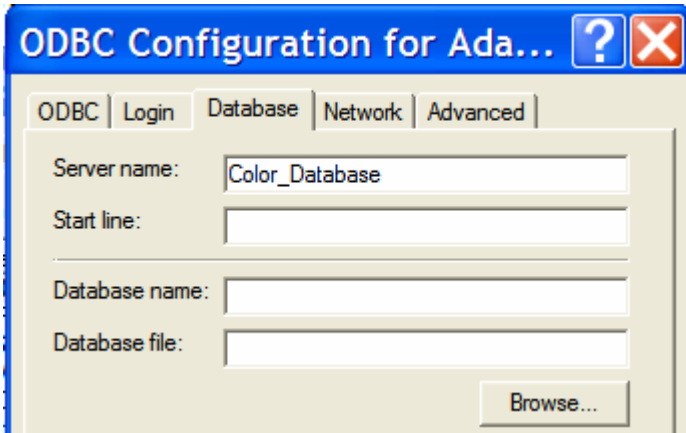 ODBC Configuration for Ada... ?
ODBC Login Database Network Advanced
Server name: Color_Database
Start line:
Database name:
Database file:
Browse...